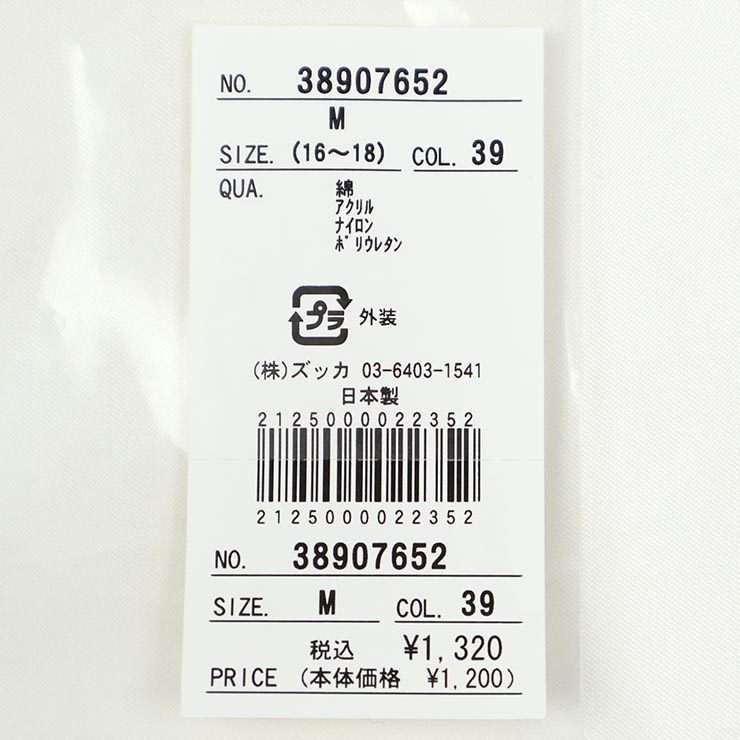 NO. 38907652
M
SIZE. (16～18) COL. 39
QUA. 綿
アクリル
ナイロン
ポリウレタン
プラ 外装
(株)ズッカ 03-6403-1541
日本製
2125000022352
2125000022352
NO. 38907652
SIZE. M COL. 39
税込 ¥1,320
PRICE (本体価格 ¥1,200)